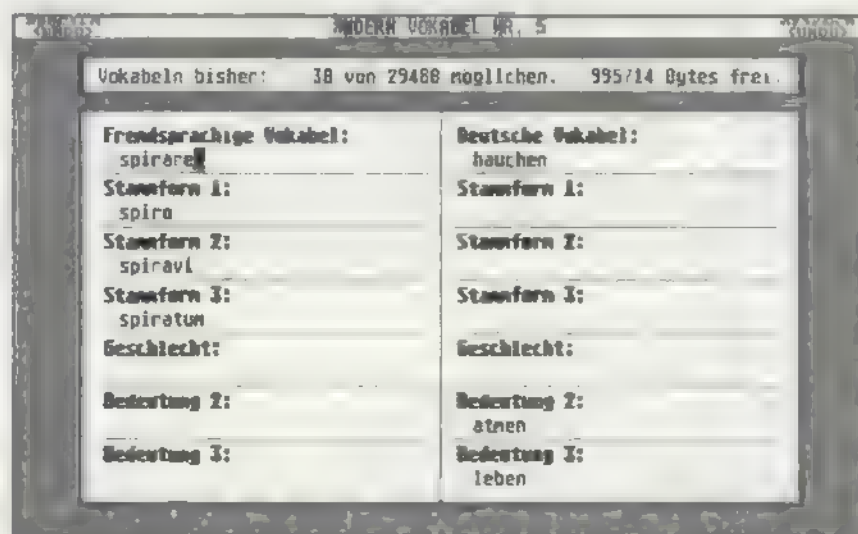 ÄNDERN VOKABEL NR. 5
<UNDO>
Vokabeln bisher: 38 von 29488 möglichen. 995714 Bytes frei.
Fremdsprachige Vokabel:
spirare
Stammform 1:
spiro
Stammform 2:
spiravi
Stammform 3:
spiratum
Geschlecht:
Bedeutung 2:
Bedeutung 3:
Deutsche Vokabel:
hauchen
Stammform 1:
Stammform 2:
Stammform 3:
Geschlecht:
Bedeutung 2:
atmen
Bedeutung 3:
leben